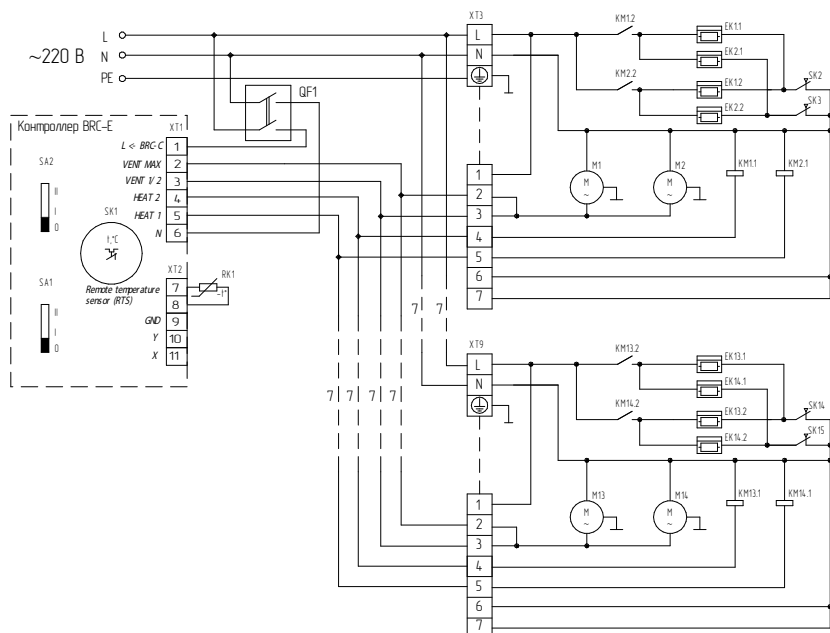 ~220 В
L
N
PE
QF1
Контроллер BRC-E
XT1
L <- BRC-C 1
VENT MAX 2
VENT 1/2 3
HEAT 2 4
HEAT 1 5
N 6
SA2
II
I
0
SK1
t,°C
SA1
II
I
0
XT2
Remote temperature
sensor (RTS)
7
8
GND 9
Y 10
X 11
RK1
-t°
7
7
7
7
7
7
XT3
L
N
1
2
3
4
5
6
7
KM1.2
KM2.2
EK1.1
EK2.1
EK1.2
EK2.2
SK2
SK3
M1
M
~
M2
M
~
KM1.1
KM2.1
XT9
L
N
1
2
3
4
5
6
7
KM13.2
KM14.2
EK13.1
EK14.1
EK13.2
EK14.2
SK14
SK15
M13
M
~
M14
M
~
KM13.1
KM14.1